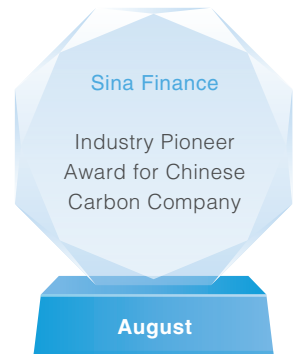 Sina Finance
Industry Pioneer
Award for Chinese
Carbon Company
August